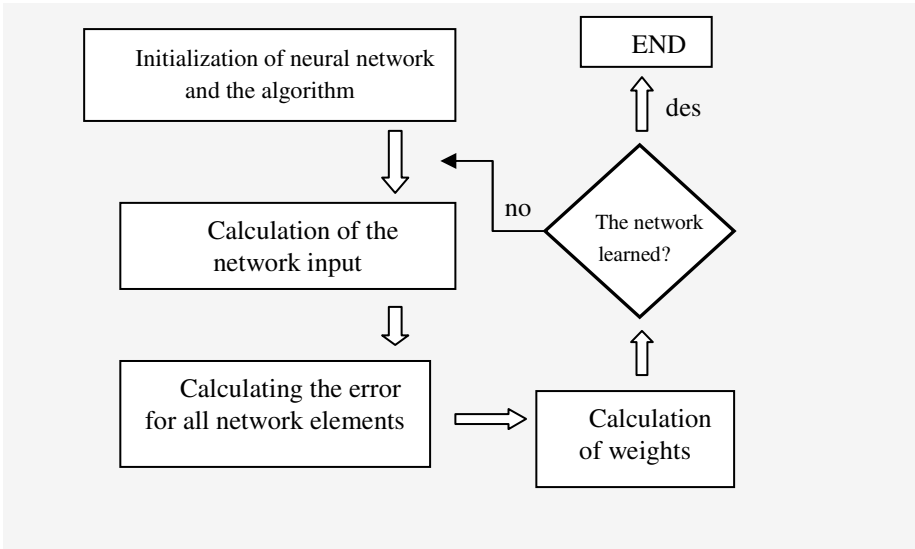 Initialization of neural network
and the algorithm
Calculation of the
network input
Calculating the error
for all network elements
Calculation
of weights
The network
learned?
no
des
END